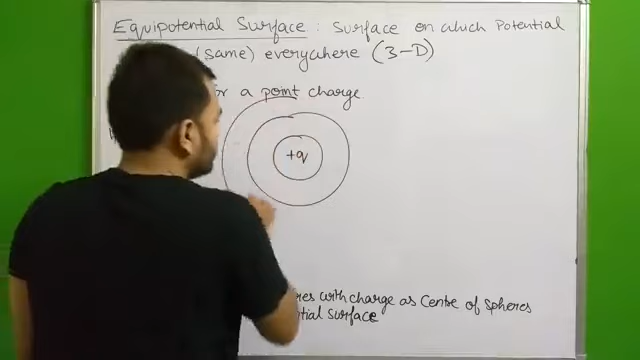 Equipotential Surface : Surface on which Potential
(same) everywhere (3-D)
or a point charge
+q
res with charge as Centre of Spheres
tial Surface